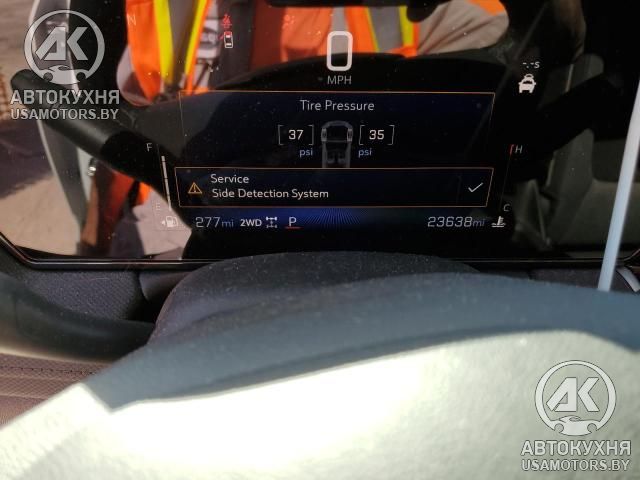 N
0
MPH
-.-s
Tire Pressure
37
35
psi
psi
F
H
Service
Side Detection System
E
C
277mi
2WD
P
23638mi
АК
АВТОКУХНЯ
USAMOTORS.BY
АК
АВТОКУХНЯ
USAMOTORS.BY